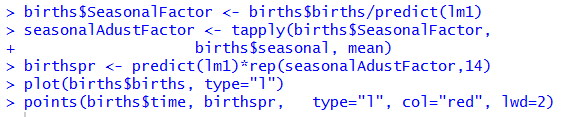 > births$SeasonalFactor <- births$births/predict(lm1)
> seasonalAdustFactor <- tapply(births$SeasonalFactor,
+                     births$seasonal, mean)
> birthspr <- predict(lm1)*rep(seasonalAdustFactor,14)
> plot(births$births, type="l")
> points(births$time, birthspr,   type="l", col="red", lwd=2)